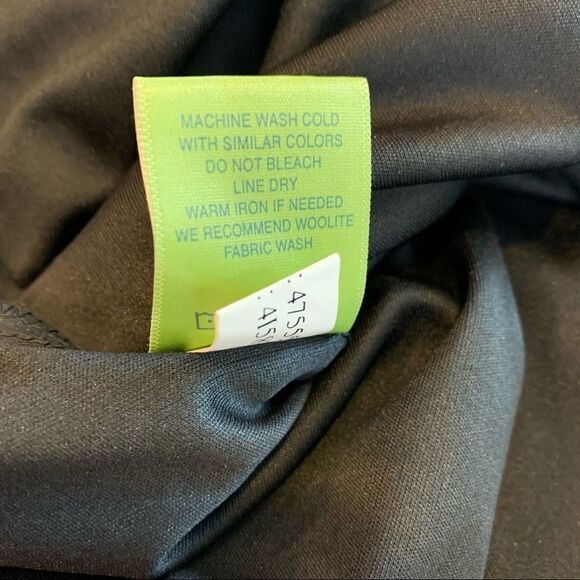 MACHINE WASH COLD
WITH SIMILAR COLORS
DO NOT BLEACH
LINE DRY
WARM IRON IF NEEDED
WE RECOMMEND WOOLITE
FABRIC WASH